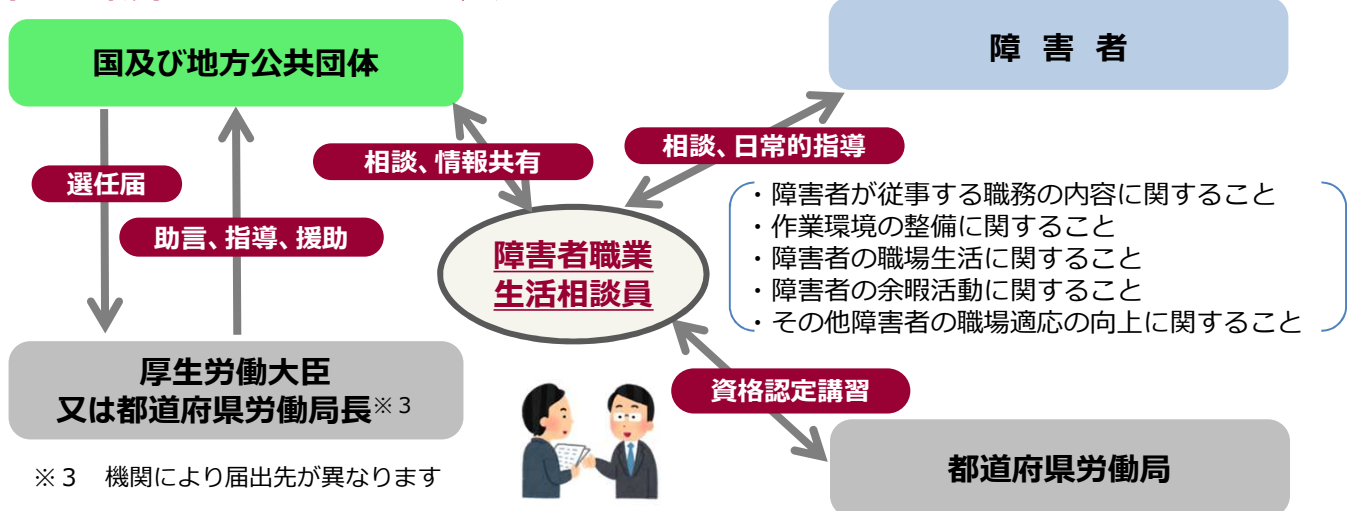 国及び地方公共団体
障 害 者
選任届
助言、指導、援助
相談、情報共有
相談、日常的指導
・障害者が従事する職務の内容に関すること
・作業環境の整備に関すること
・障害者の職場生活に関すること
・障害者の余暇活動に関すること
・その他障害者の職場適応の向上に関すること
障害者職業
生活相談員
厚生労働大臣
又は都道府県労働局長※3
資格認定講習
※3 機関により届出先が異なります
都道府県労働局